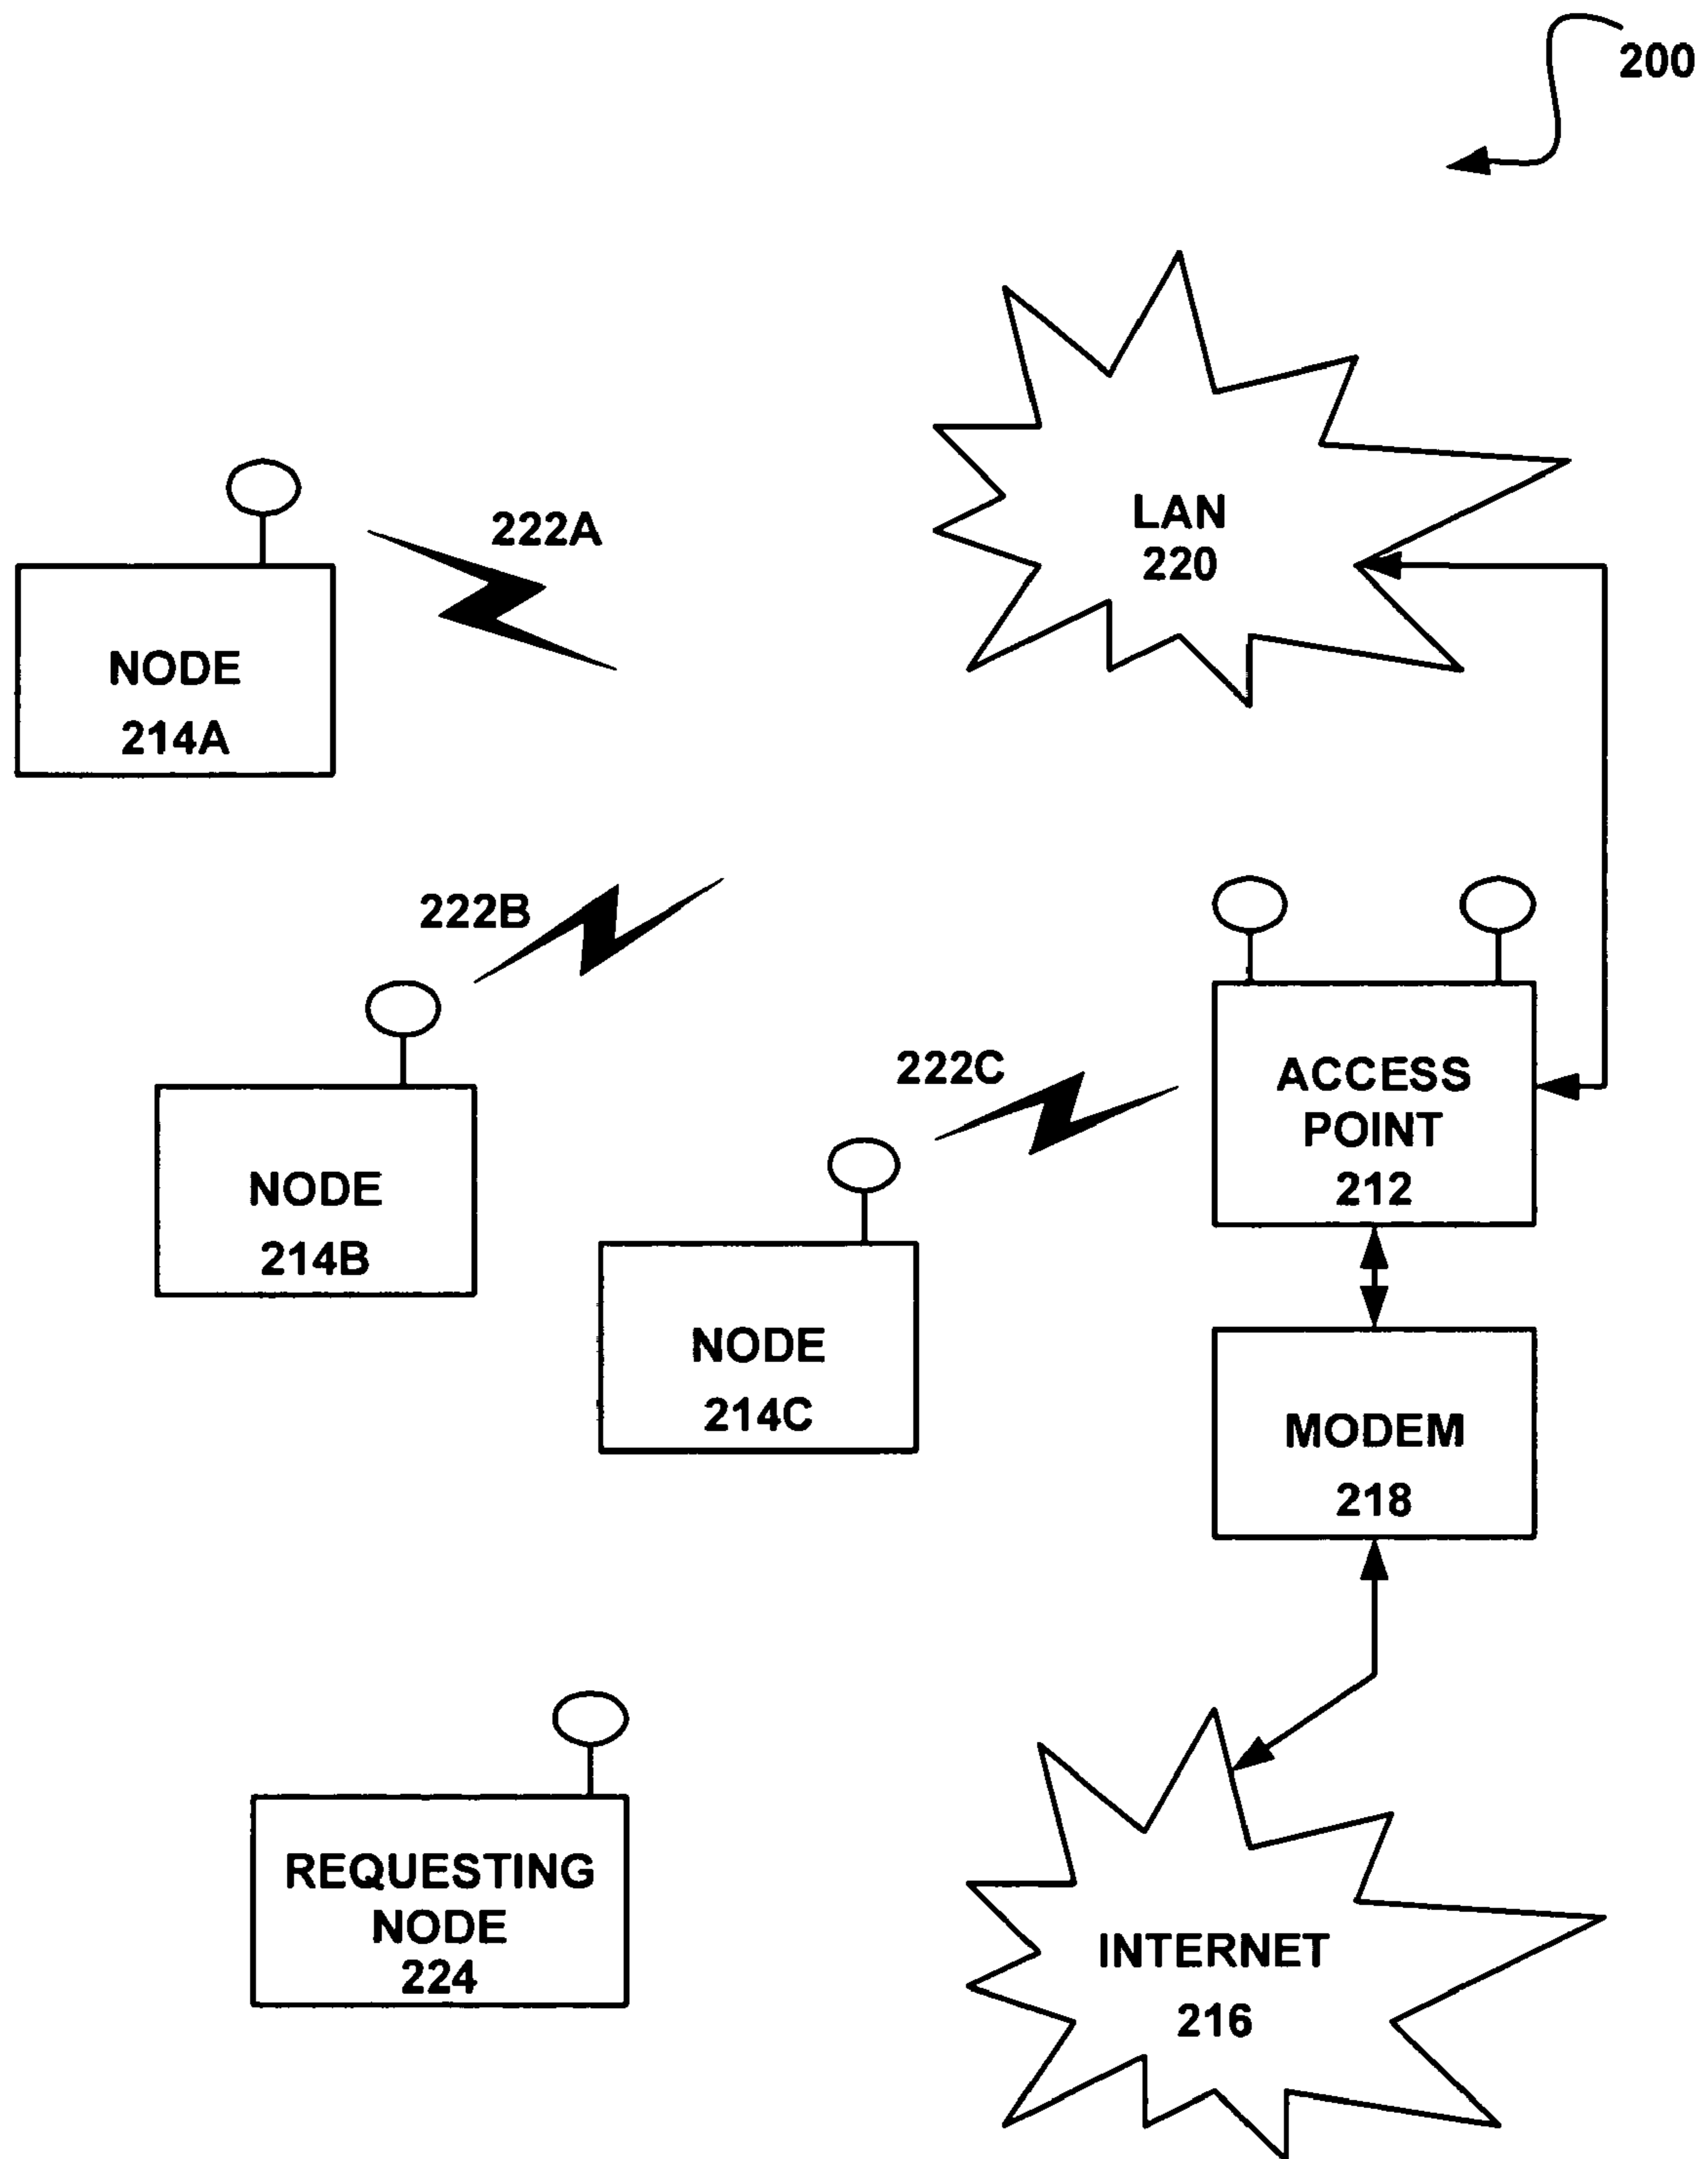 200
LAN
220
222A
NODE
214A
222B
ACCESS
POINT
212
222C
NODE
214B
NODE
214C
MODEM
218
REQUESTING
NODE
224
INTERNET
216